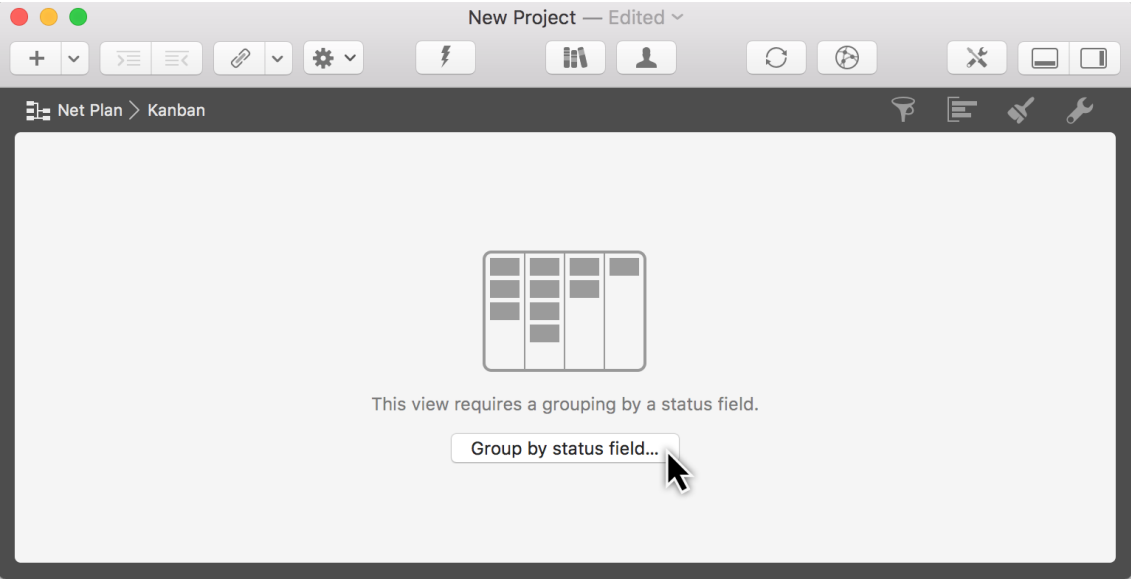 New Project — Edited
Net Plan > Kanban
This view requires a grouping by a status field.
Group by status field...